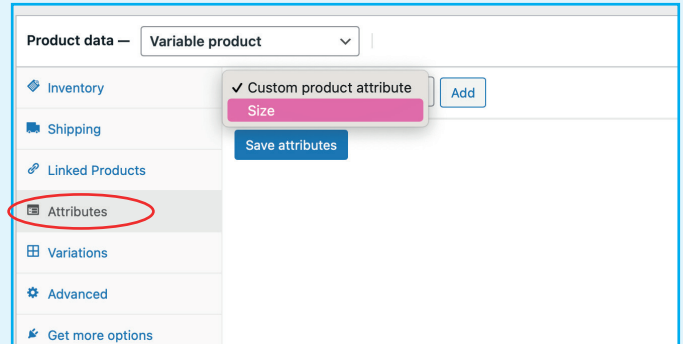 Product data — Variable product
Inventory
✓ Custom product attribute
Add
Size
Shipping
Save attributes
Linked Products
Attributes
Variations
Advanced
Get more options